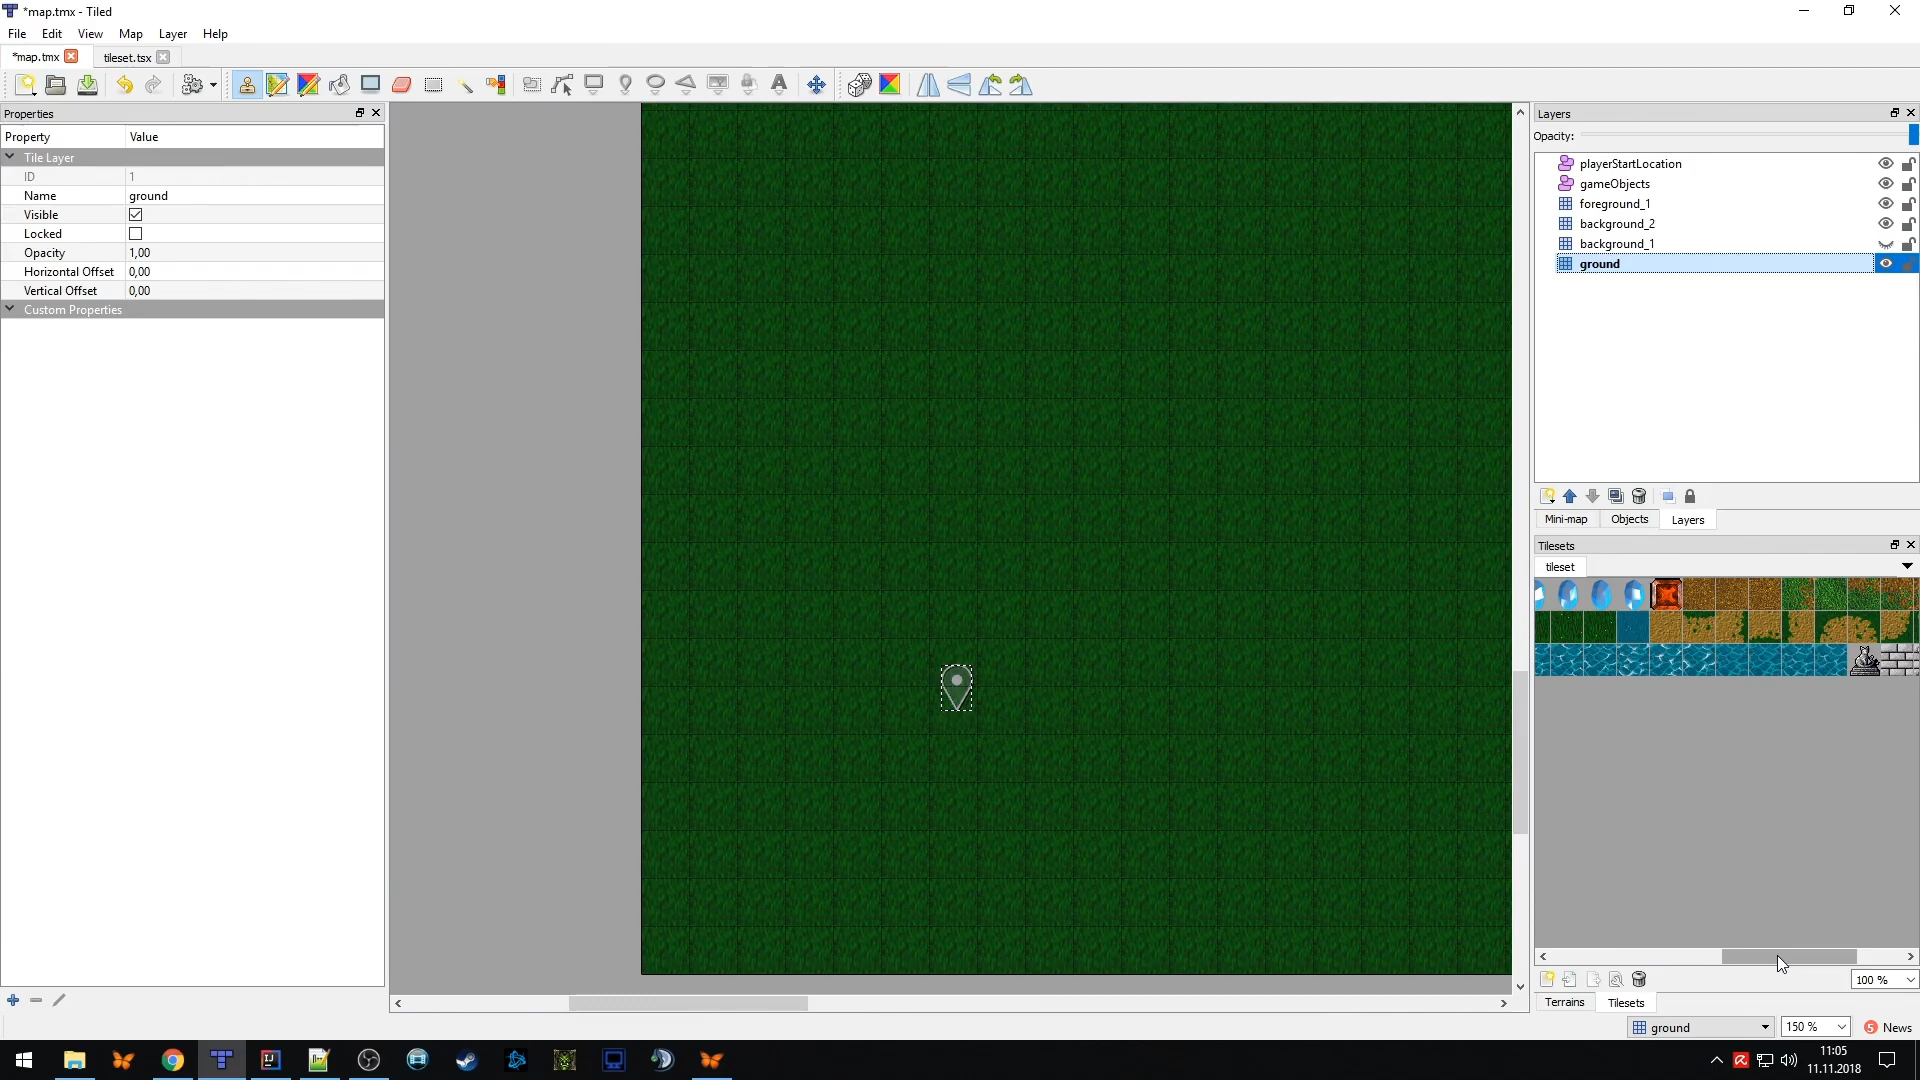 *map.tmx - Tiled
File Edit View Map Layer Help
*map.tmx tileset.tsx
Properties
Property Value
Tile Layer
ID 1
Name ground
Visible
Locked
Opacity 1,00
Horizontal Offset 0,00
Vertical Offset 0,00
Custom Properties
Layers
Opacity:
playerStartLocation
gameObjects
foreground_1
background_2
background_1
ground
Mini-map Objects Layers
Tilesets
tileset
100 %
Terrains Tilesets
ground 150 % 5 News
11:05
11.11.2018